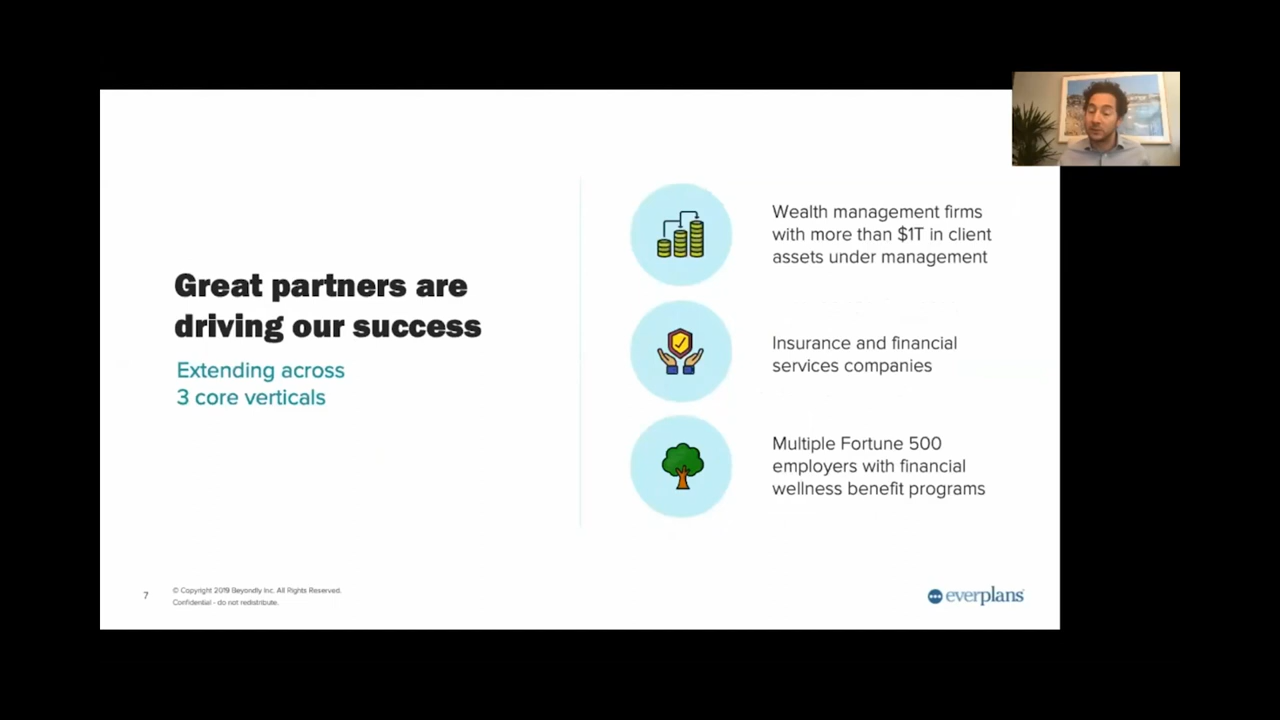 Great partners are
driving our success
Extending across
3 core verticals
Wealth management firms
with more than $1T in client
assets under management
Insurance and financial
services companies
Multiple Fortune 500
employers with financial
wellness benefit programs
7
© Copyright 2019 Beyondly Inc. All Rights Reserved.
Confidential - do not redistribute.
everplans